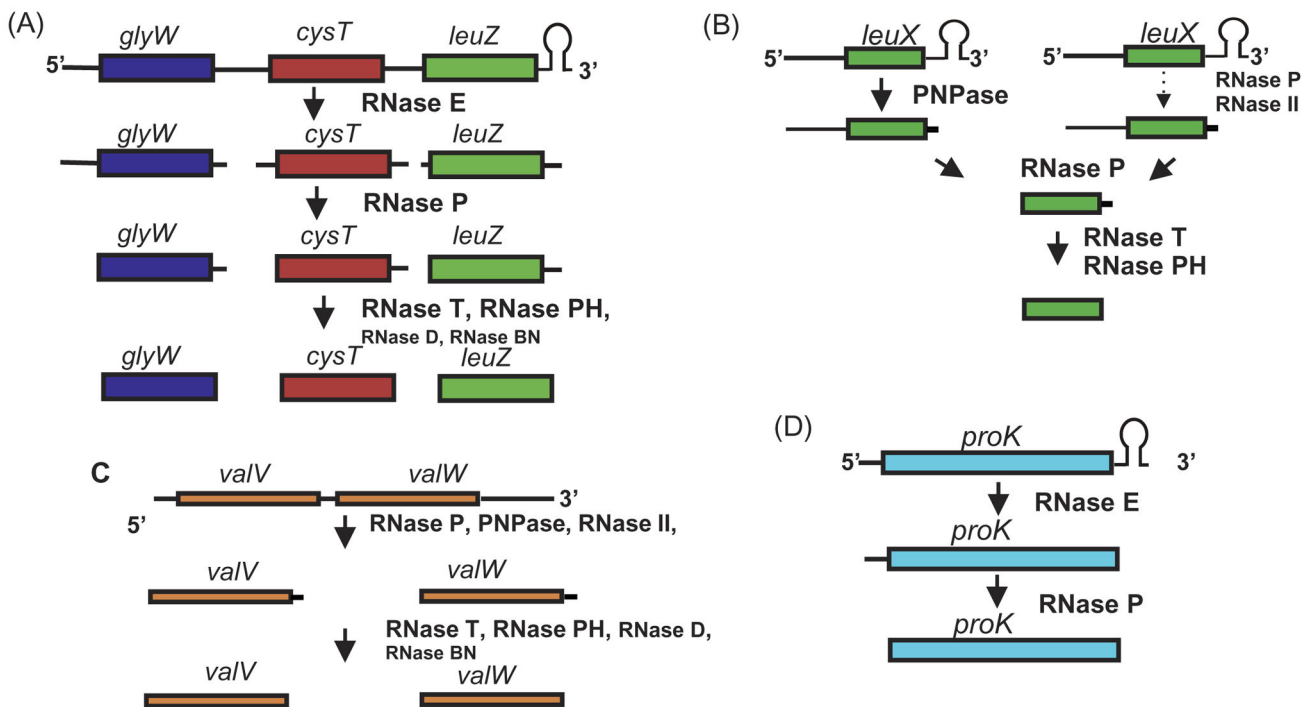 (A)
glyW cysT leuZ
5’ 3’
RNase E
glyW cysT leuZ
RNase P
glyW cysT leuZ
RNase T, RNase PH,
RNase D, RNase BN
glyW cysT leuZ
(B)
leuX leuX
5’ 3’ 5’ 3’
PNPase
RNase P
RNase II
RNase P
RNase T
RNase PH
C
valV valW
3’
5’
RNase P, PNPase, RNase II,
valV valW
RNase T, RNase PH, RNase D,
RNase BN
valV valW
(D)
proK
5’ 3’
RNase E
proK
RNase P
proK